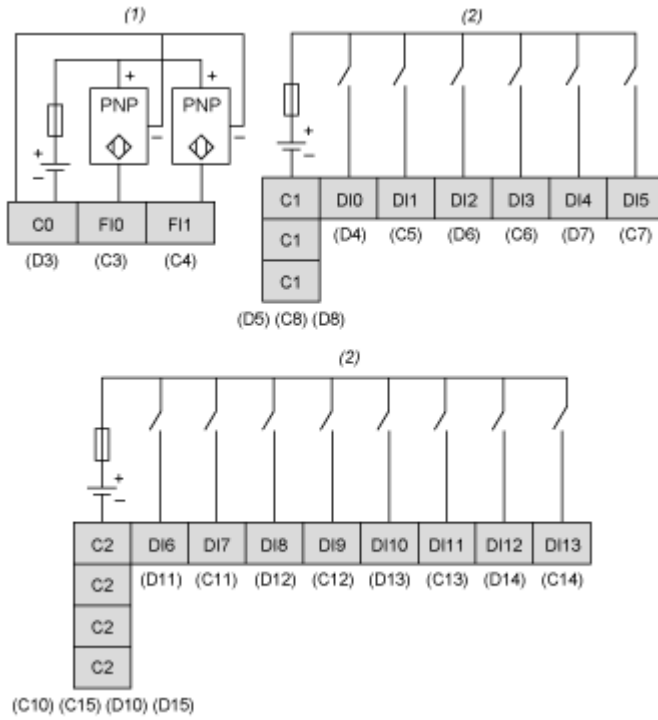 (1)
(2)
+ +
PNP PNP
+ − −
−
+
−
C0 FI0 FI1
(D3) (C3) (C4)
C1 DI0 DI1 DI2 DI3 DI4 DI5
(D4) (C5) (D6) (C6) (D7) (C7)
C1
C1
(D5) (C8) (D8)
(2)
+
−
C2 DI6 DI7 DI8 DI9 DI10 DI11 DI12 DI13
(D11) (C11) (D12) (C12) (D13) (C13) (D14) (C14)
C2
C2
C2
(C10) (C15) (D10) (D15)